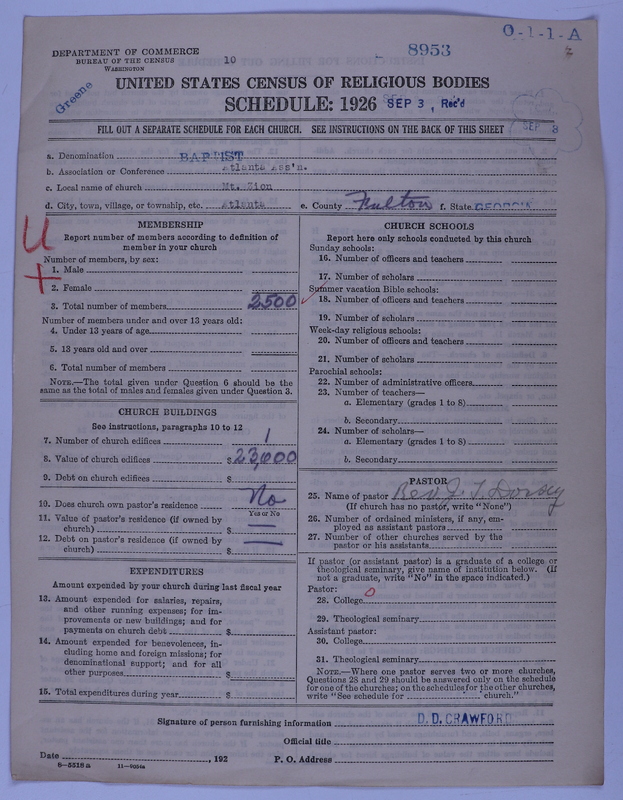 O-1-1-A
2
DEPARTMENT OF COMMERCE
BUREAU OF THE CENSUS
WASHINGTON
10
8953
Greene
UNITED STATES CENSUS OF RELIGIOUS BODIES
SCHEDULE: 1926
SEP 3, Rec'd
SEP 3
FILL OUT A SEPARATE SCHEDULE FOR EACH CHURCH. SEE INSTRUCTIONS ON THE BACK OF THIS SHEET
a. Denomination BAPTIST
b. Association or Conference Atlanta Ass'n.
c. Local name of church Mt. Zion
d. City, town, village, or township, etc. Atlanta e. County Fulton f. State GEORGIA
U
MEMBERSHIP
Report number of members according to definition of
member in your church
Number of members, by sex:
1. Male
2. Female
3. Total number of members 2500
Number of members under and over 13 years old:
4. Under 13 years of age
5. 13 years old and over
6. Total number of members
NOTE.—The total given under Question 6 should be the
same as the total of males and females given under Question 3.
CHURCH BUILDINGS
See instructions, paragraphs 10 to 12
7. Number of church edifices 1
8. Value of church edifices $23,000
9. Debt on church edifices $
10. Does church own pastor's residence No
Yes or No
11. Value of pastor's residence (if owned by
church) $ —
12. Debt on pastor's residence (if owned by
church) $ —
EXPENDITURES
Amount expended by your church during last fiscal year
13. Amount expended for salaries, repairs,
and other running expenses; for im-
provements or new buildings; and for
payments on church debt $
14. Amount expended for benevolences, in-
cluding home and foreign missions; for
denominational support; and for all
other purposes $
15. Total expenditures during year $
CHURCH SCHOOLS
Report here only schools conducted by this church
Sunday schools:
16. Number of officers and teachers
17. Number of scholars
Summer vacation Bible schools:
18. Number of officers and teachers
19. Number of scholars
Week-day religious schools:
20. Number of officers and teachers
21. Number of scholars
Parochial schools:
22. Number of administrative officers
23. Number of teachers—
a. Elementary (grades 1 to 8)
b. Secondary
24. Number of scholars—
a. Elementary (grades 1 to 8)
b. Secondary
PASTOR
25. Name of pastor Rev. J. T. Dorsey
(If church has no pastor, write "None")
26. Number of ordained ministers, if any, em-
ployed as assistant pastors
27. Number of other churches served by the
pastor or his assistants
If pastor (or assistant pastor) is a graduate of a college or
theological seminary, give name of institution below. (If
not a graduate, write "No" in the space indicated.)
Pastor: 0
28. College
29. Theological seminary
Assistant pastor:
30. College
31. Theological seminary
NOTE.—Where one pastor serves two or more churches,
Questions 28 and 29 should be answered only on the schedule
for one of the churches; on the schedules for the other churches,
write "See schedule for church."
Signature of person furnishing information D. D. CRAWFORD
Official title
Date , 192 P. O. Address
8-5518a 11-9034a